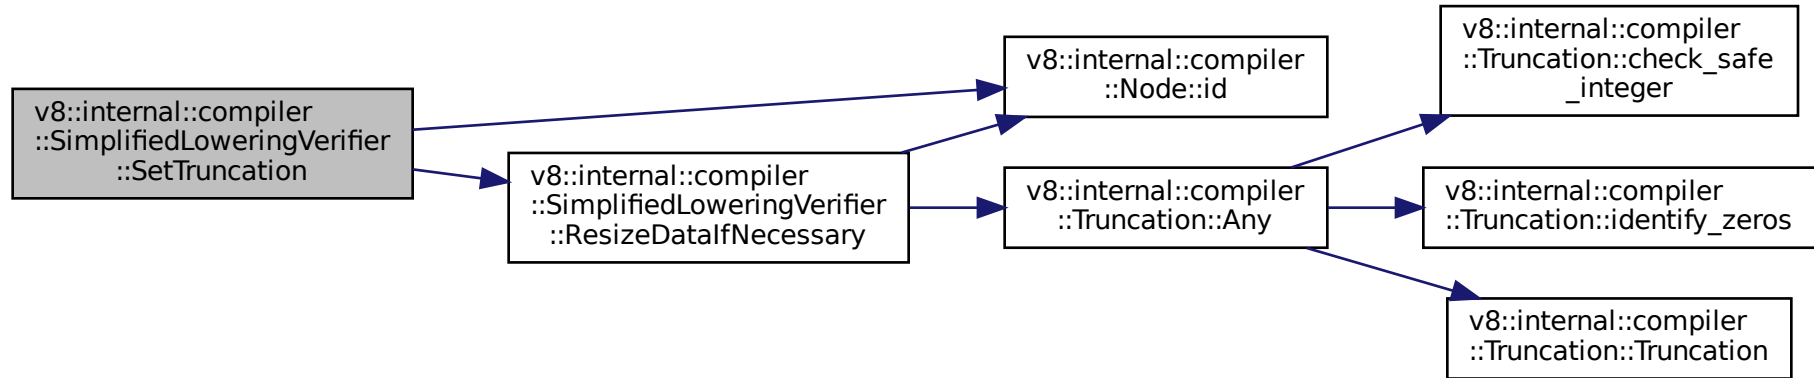 v8::internal::compiler
::SimplifiedLoweringVerifier
::SetTruncation
v8::internal::compiler
::SimplifiedLoweringVerifier
::ResizeDataIfNecessary
v8::internal::compiler
::Node::id
v8::internal::compiler
::Truncation::Any
v8::internal::compiler
::Truncation::check_safe
_integer
v8::internal::compiler
::Truncation::identify_zeros
v8::internal::compiler
::Truncation::Truncation